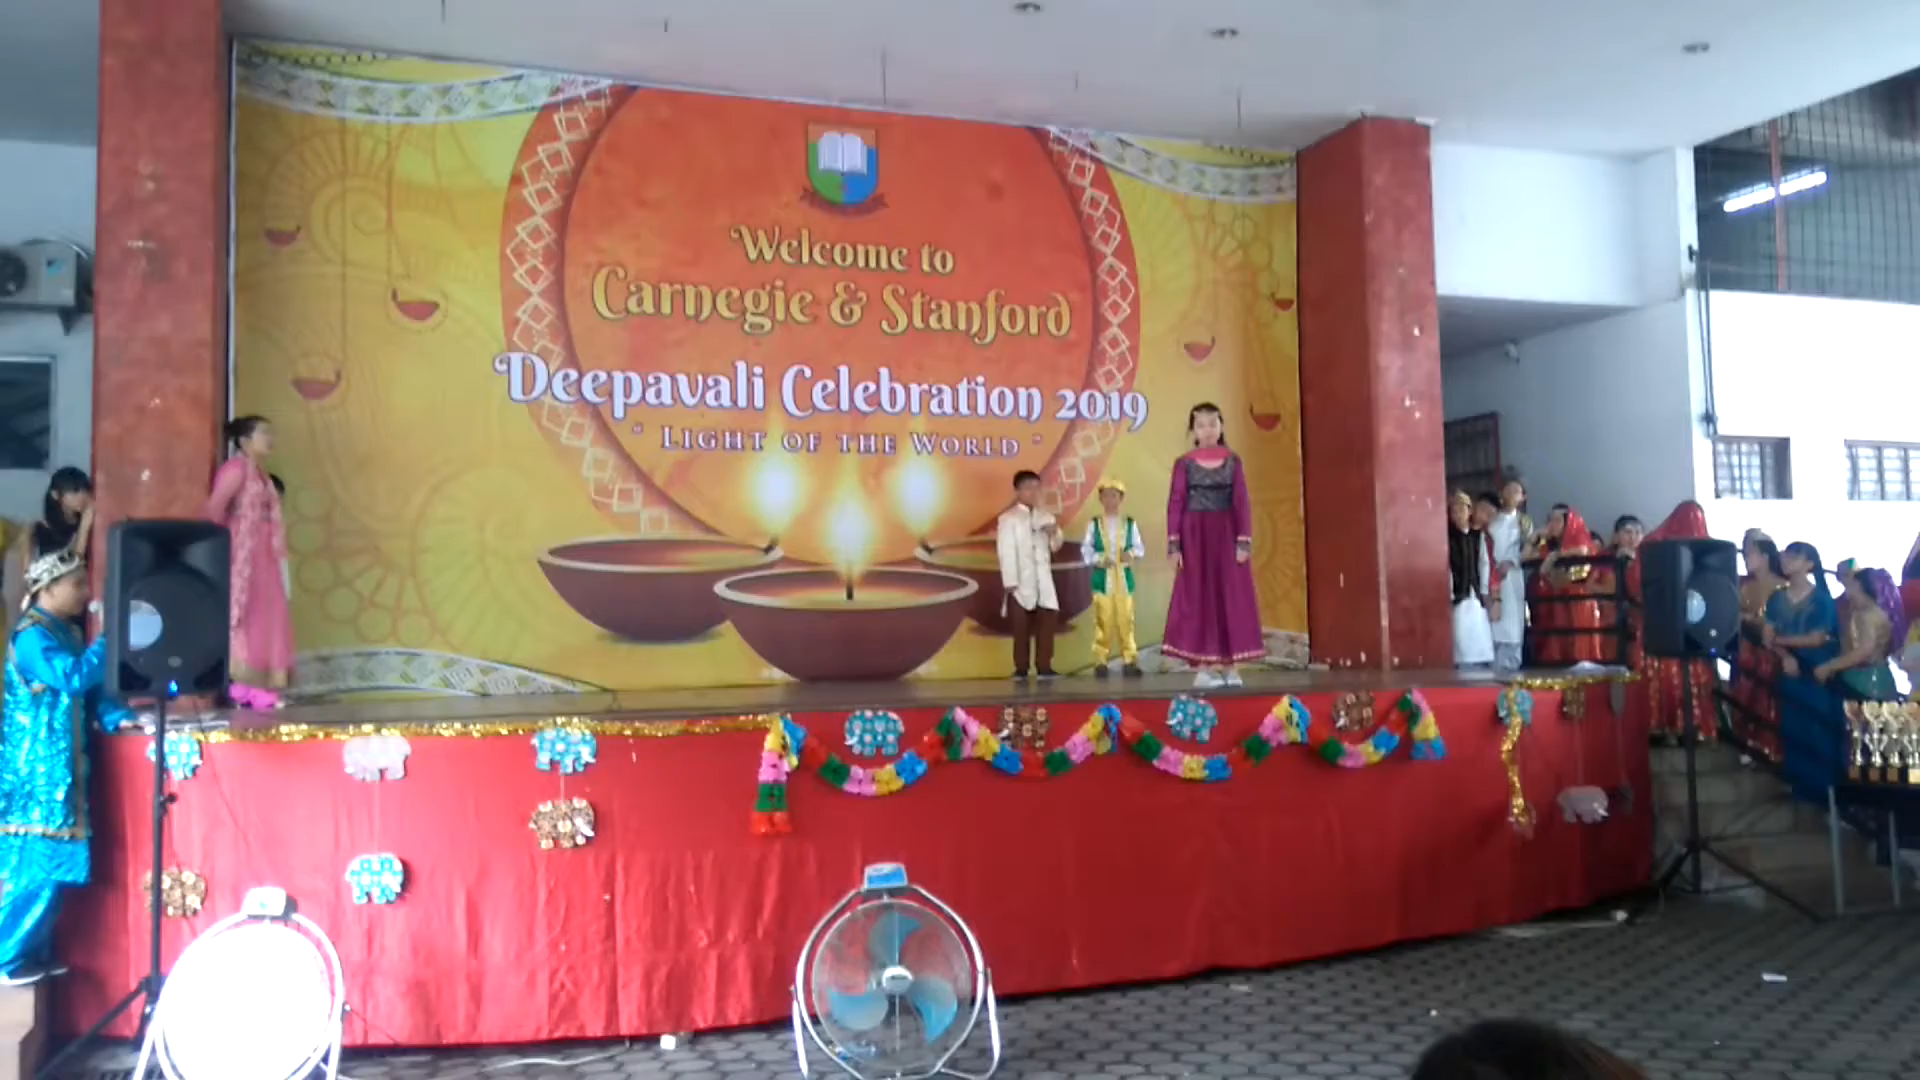 Welcome to
Carnegie & Stanford
Deepavali Celebration 2019
" LIGHT OF THE WORLD "